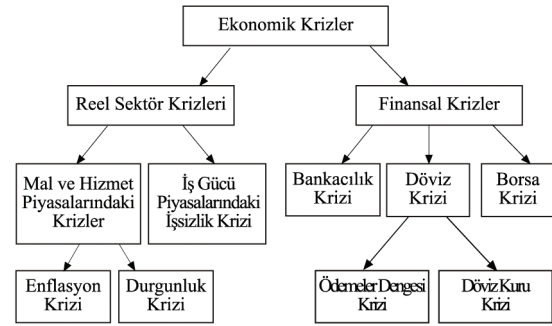 Ekonomik Krizler
Reel Sektör Krizleri
Finansal Krizler
Mal ve Hizmet
Piyasalarındaki
Krizler
İş Gücü
Piyasalarındaki
İşsizlik Krizi
Bankacılık
Krizi
Döviz
Krizi
Borsa
Krizi
Enflasyon
Krizi
Durgunluk
Krizi
Ödemeler Dengesi
Krizi
Döviz Kuru
Krizi